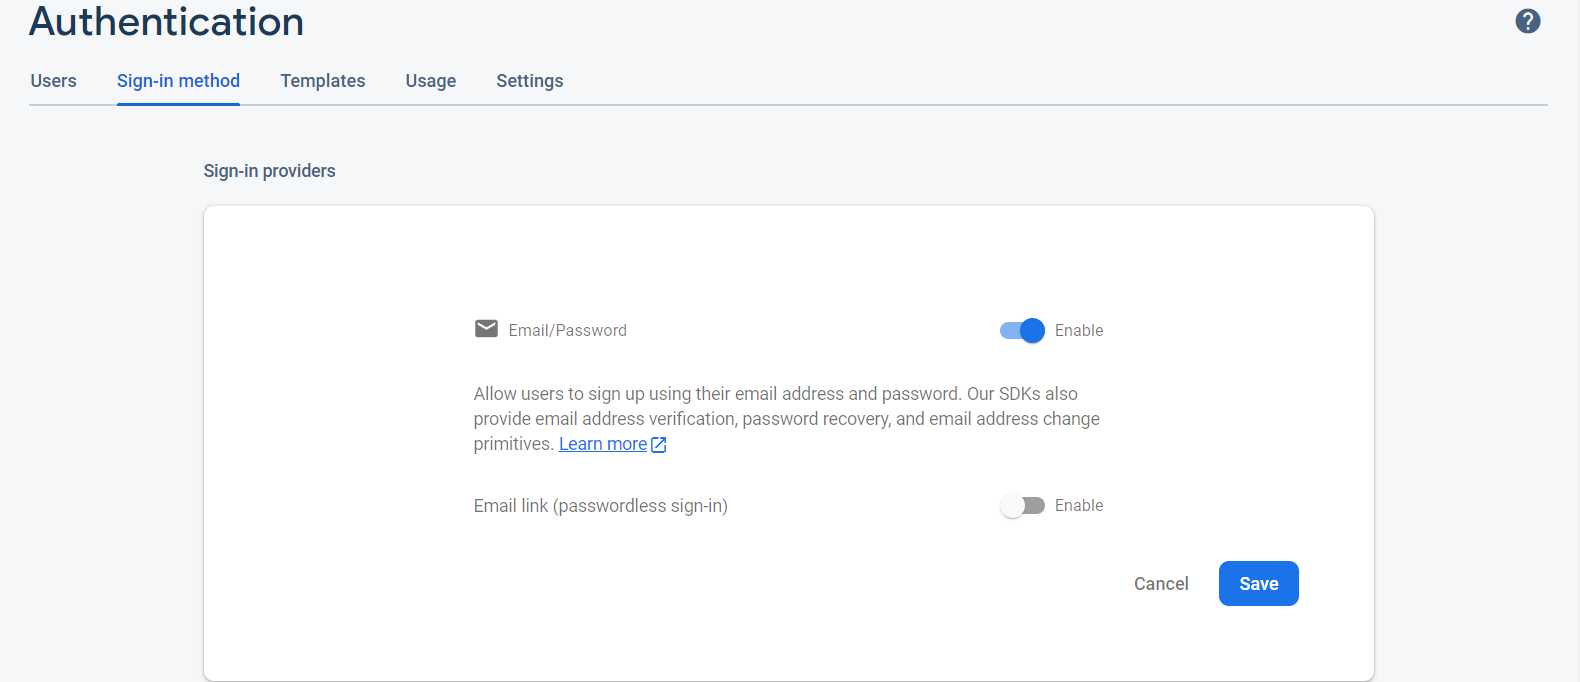 Authentication
?
Users Sign-in method Templates Usage Settings
Sign-in providers
Email/Password Enable
Allow users to sign up using their email address and password. Our SDKs also
provide email address verification, password recovery, and email address change
primitives. Learn more
Email link (passwordless sign-in) Enable
Cancel Save